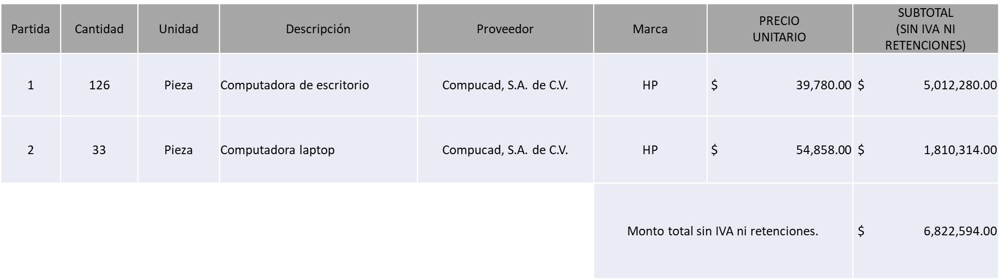 Partida Cantidad Unidad Descripción Proveedor Marca PRECIO UNITARIO SUBTOTAL (SIN IVA NI RETENCIONES)
1 126 Pieza Computadora de escritorio Compucad, S.A. de C.V. HP $ 39,780.00 $ 5,012,280.00
2 33 Pieza Computadora laptop Compucad, S.A. de C.V. HP $ 54,858.00 $ 1,810,314.00
Monto total sin IVA ni retenciones. $ 6,822,594.00